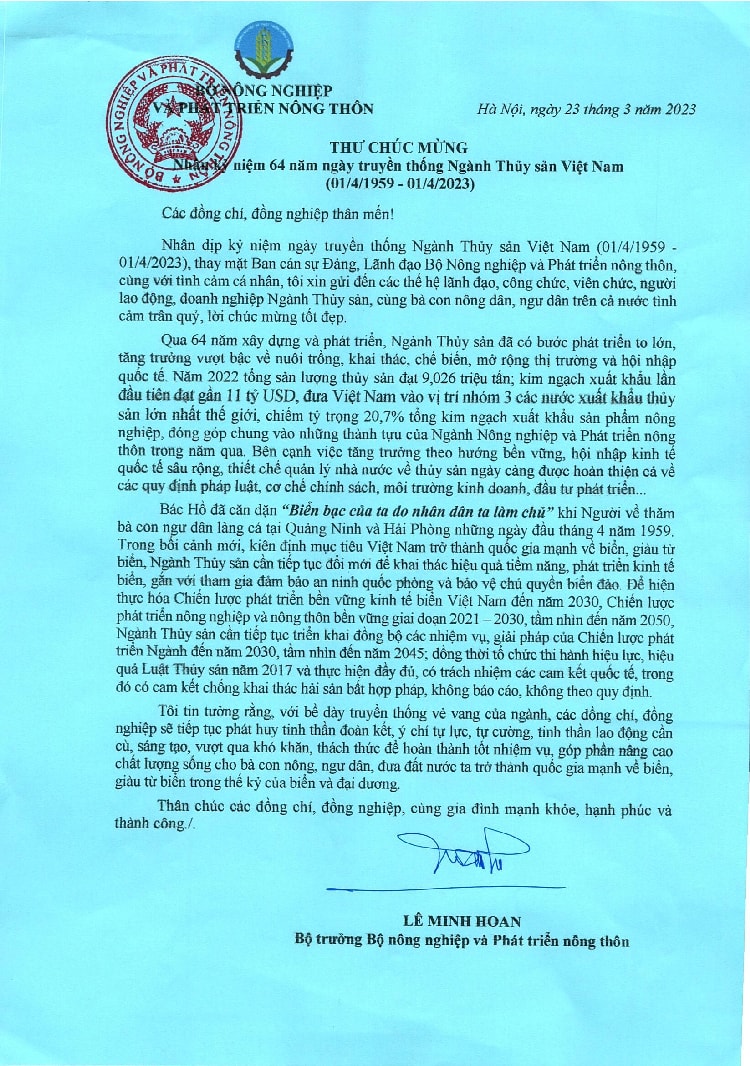 BỘ NÔNG NGHIỆP
VÀ PHÁT TRIỂN NÔNG THÔN
BỘ NÔNG NGHIỆP VÀ PHÁT TRIỂN NÔNG THÔN
Hà Nội, ngày 23 tháng 3 năm 2023
THƯ CHÚC MỪNG
Nhân kỷ niệm 64 năm ngày truyền thống Ngành Thủy sản Việt Nam
(01/4/1959 - 01/4/2023)
Các đồng chí, đồng nghiệp thân mến!
Nhân dịp kỷ niệm ngày truyền thống Ngành Thủy sản Việt Nam (01/4/1959 -
01/4/2023), thay mặt Ban cán sự Đảng, Lãnh đạo Bộ Nông nghiệp và Phát triển nông thôn,
cùng với tình cảm cá nhân, tôi xin gửi đến các thế hệ lãnh đạo, công chức, viên chức, người
lao động, doanh nghiệp Ngành Thủy sản, cùng bà con nông dân, ngư dân trên cả nước tình
cảm trân quý, lời chúc mừng tốt đẹp.
Qua 64 năm xây dựng và phát triển, Ngành Thủy sản đã có bước phát triển to lớn,
tăng trưởng vượt bậc về nuôi trồng, khai thác, chế biến, mở rộng thị trường và hội nhập
quốc tế. Năm 2022 tổng sản lượng thủy sản đạt 9,026 triệu tấn; kim ngạch xuất khẩu lần
đầu tiên đạt gần 11 tỷ USD, đưa Việt Nam vào vị trí nhóm 3 các nước xuất khẩu thủy
sản lớn nhất thế giới, chiếm tỷ trọng 20,7% tổng kim ngạch xuất khẩu sản phẩm nông
nghiệp, đóng góp chung vào những thành tựu của Ngành Nông nghiệp và Phát triển nông
thôn trong năm qua. Bên cạnh việc tăng trưởng theo hướng bền vững, hội nhập kinh tế
quốc tế sâu rộng, thiết chế quản lý nhà nước về thủy sản ngày càng được hoàn thiện cả về
các quy định pháp luật, cơ chế chính sách, môi trường kinh doanh, đầu tư phát triển...
Bác Hồ đã căn dặn “Biển bạc của ta do nhân dân ta làm chủ” khi Người về thăm
bà con ngư dân làng cá tại Quảng Ninh và Hải Phòng những ngày đầu tháng 4 năm 1959.
Trong bối cảnh mới, kiên định mục tiêu Việt Nam trở thành quốc gia mạnh về biển, giàu từ
biển, Ngành Thủy sản cần tiếp tục đổi mới để khai thác hiệu quả tiềm năng, phát triển kinh tế
biển, gắn với tham gia đảm bảo an ninh quốc phòng và bảo vệ chủ quyền biển đảo. Để hiện
thực hóa Chiến lược phát triển bền vững kinh tế biển Việt Nam đến năm 2030, Chiến lược
phát triển nông nghiệp và nông thôn bền vững giai đoạn 2021 – 2030, tầm nhìn đến năm 2050,
Ngành Thủy sản cần tiếp tục triển khai đồng bộ các nhiệm vụ, giải pháp của Chiến lược phát
triển Ngành đến năm 2030, tầm nhìn đến năm 2045; đồng thời tổ chức thi hành hiệu lực, hiệu
quả Luật Thủy sản năm 2017 và thực hiện đầy đủ, có trách nhiệm các cam kết quốc tế, trong
đó có cam kết chống khai thác hải sản bất hợp pháp, không báo cáo, không theo quy định.
Tôi tin tưởng rằng, với bề dày truyền thống vẻ vang của ngành, các đồng chí, đồng
nghiệp sẽ tiếp tục phát huy tinh thần đoàn kết, ý chí tự lực, tự cường, tinh thần lao động cần
cù, sáng tạo, vượt qua khó khăn, thách thức để hoàn thành tốt nhiệm vụ, góp phần nâng cao
chất lượng sống cho bà con nông, ngư dân, đưa đất nước ta trở thành quốc gia mạnh về biển,
giàu từ biển trong thế kỷ của biển và đại dương.
Thân chúc các đồng chí, đồng nghiệp, cùng gia đình mạnh khỏe, hạnh phúc và
thành công./.
LÊ MINH HOAN
Bộ trưởng Bộ nông nghiệp và Phát triển nông thôn